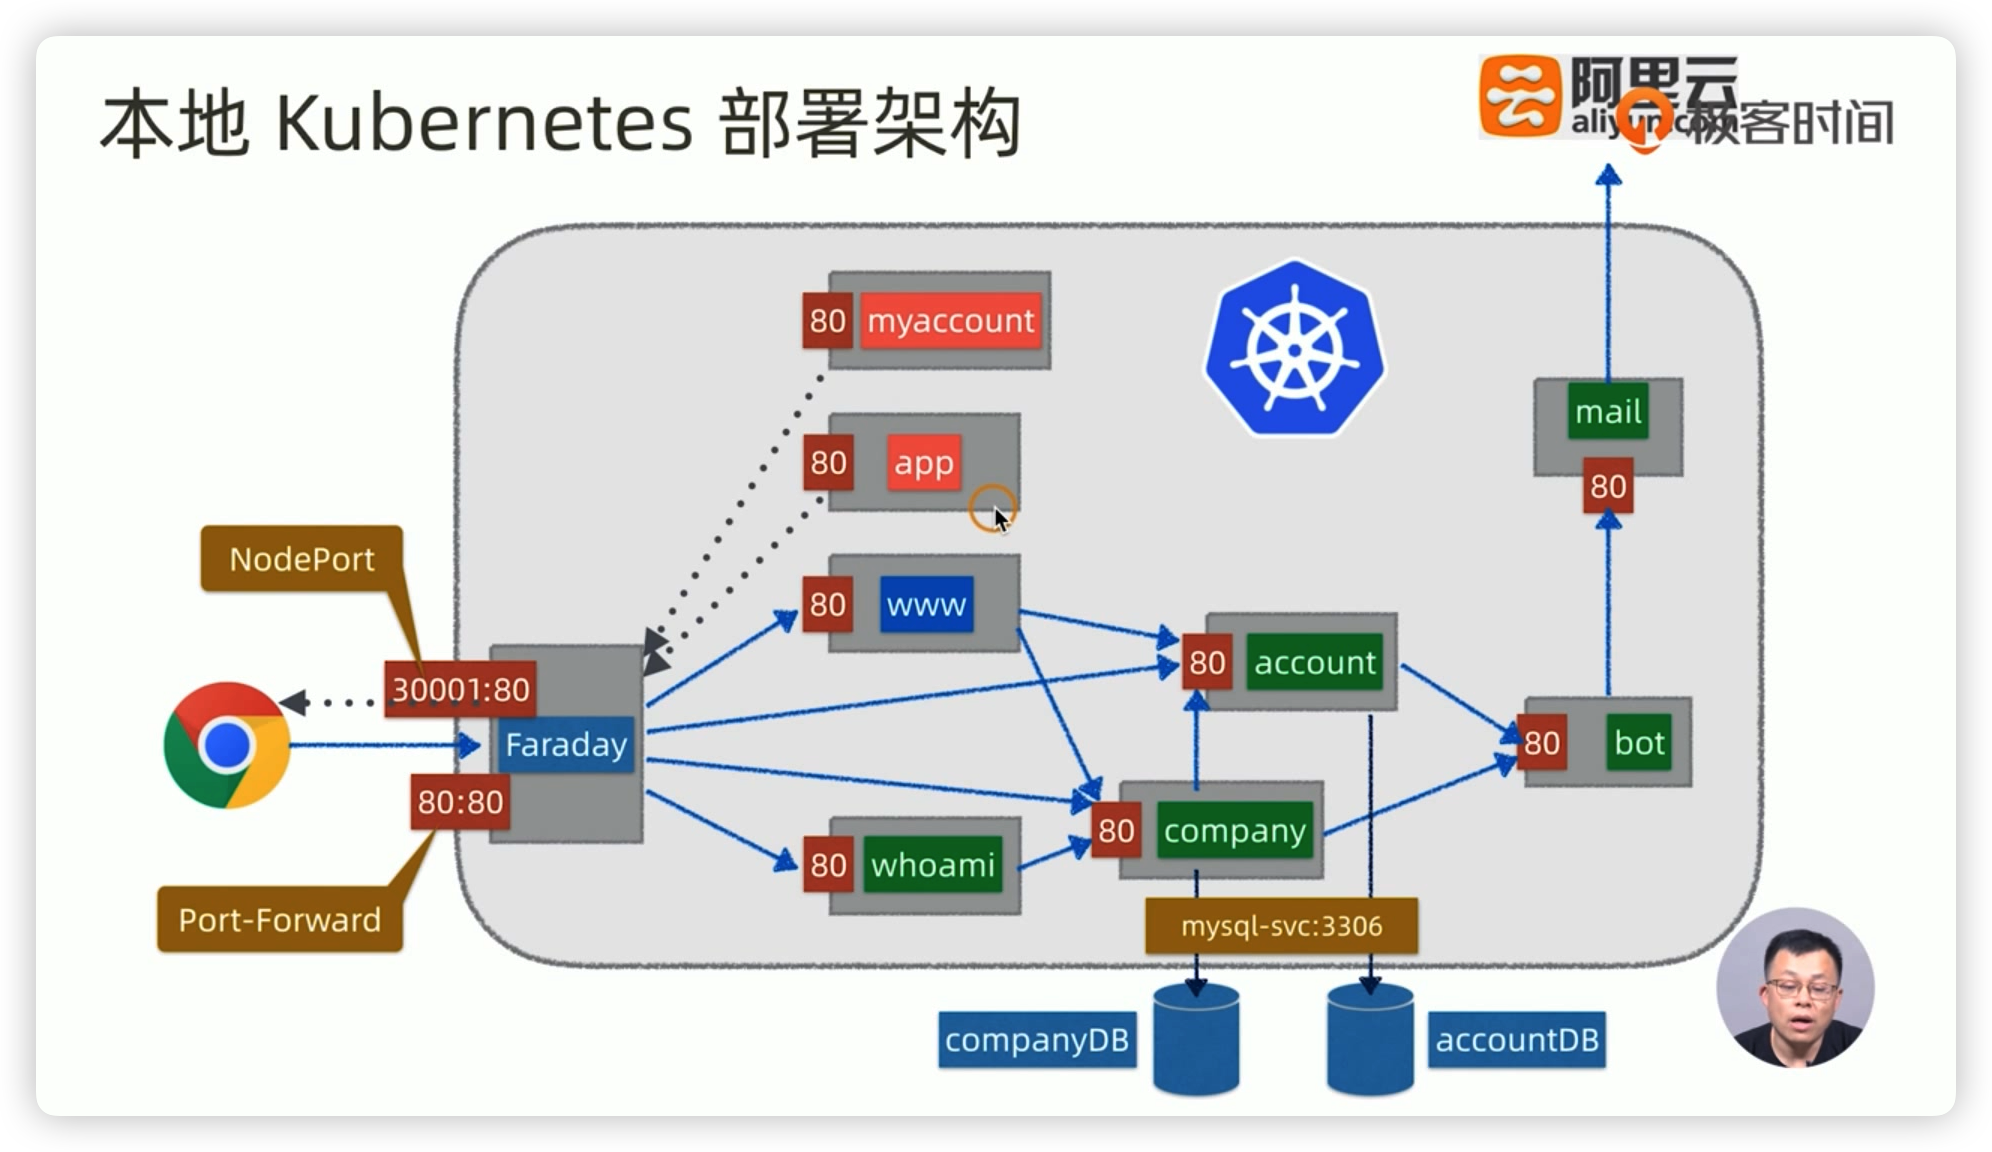 本地 Kubernetes 部署架构
阿里云
aliyun.com
极客时间
80 myaccount
80 app
80 www
NodePort
30001:80
Faraday
80:80
Port-Forward
80 whoami
80 account
80 company
mail
80
80 bot
mysql-svc:3306
companyDB
accountDB